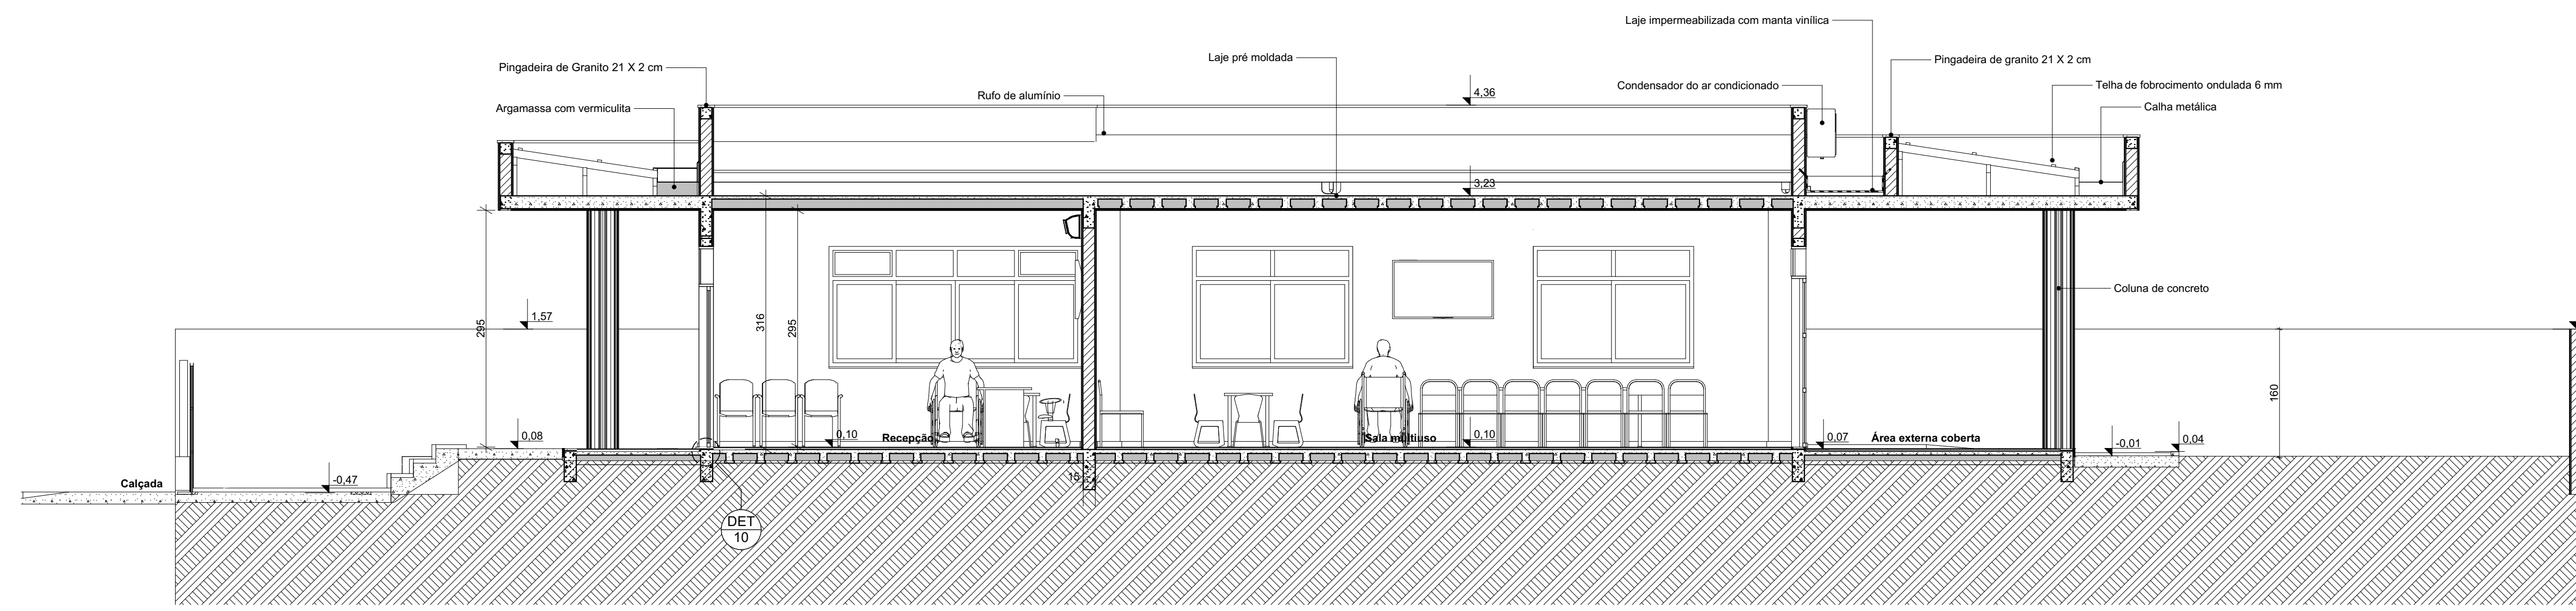 Laje impermeabilizada com manta vinílica
Laje pré moldada
Pingadeira de granito 21 X 2 cm
Pingadeira de Granito 21 X 2 cm
Condensador do ar condicionado
Telha de fobrocimento ondulada 6 mm
Rufo de alumínio
4,36
Argamassa com vermiculita
Calha metálica
3,23
Coluna de concreto
1,57
295
316
295
160
0,08
0,10
Recepção
Sala multiuso
0,10
0,07
Área externa coberta
-0,01
0,04
Calçada
-0,47
15
DET
10